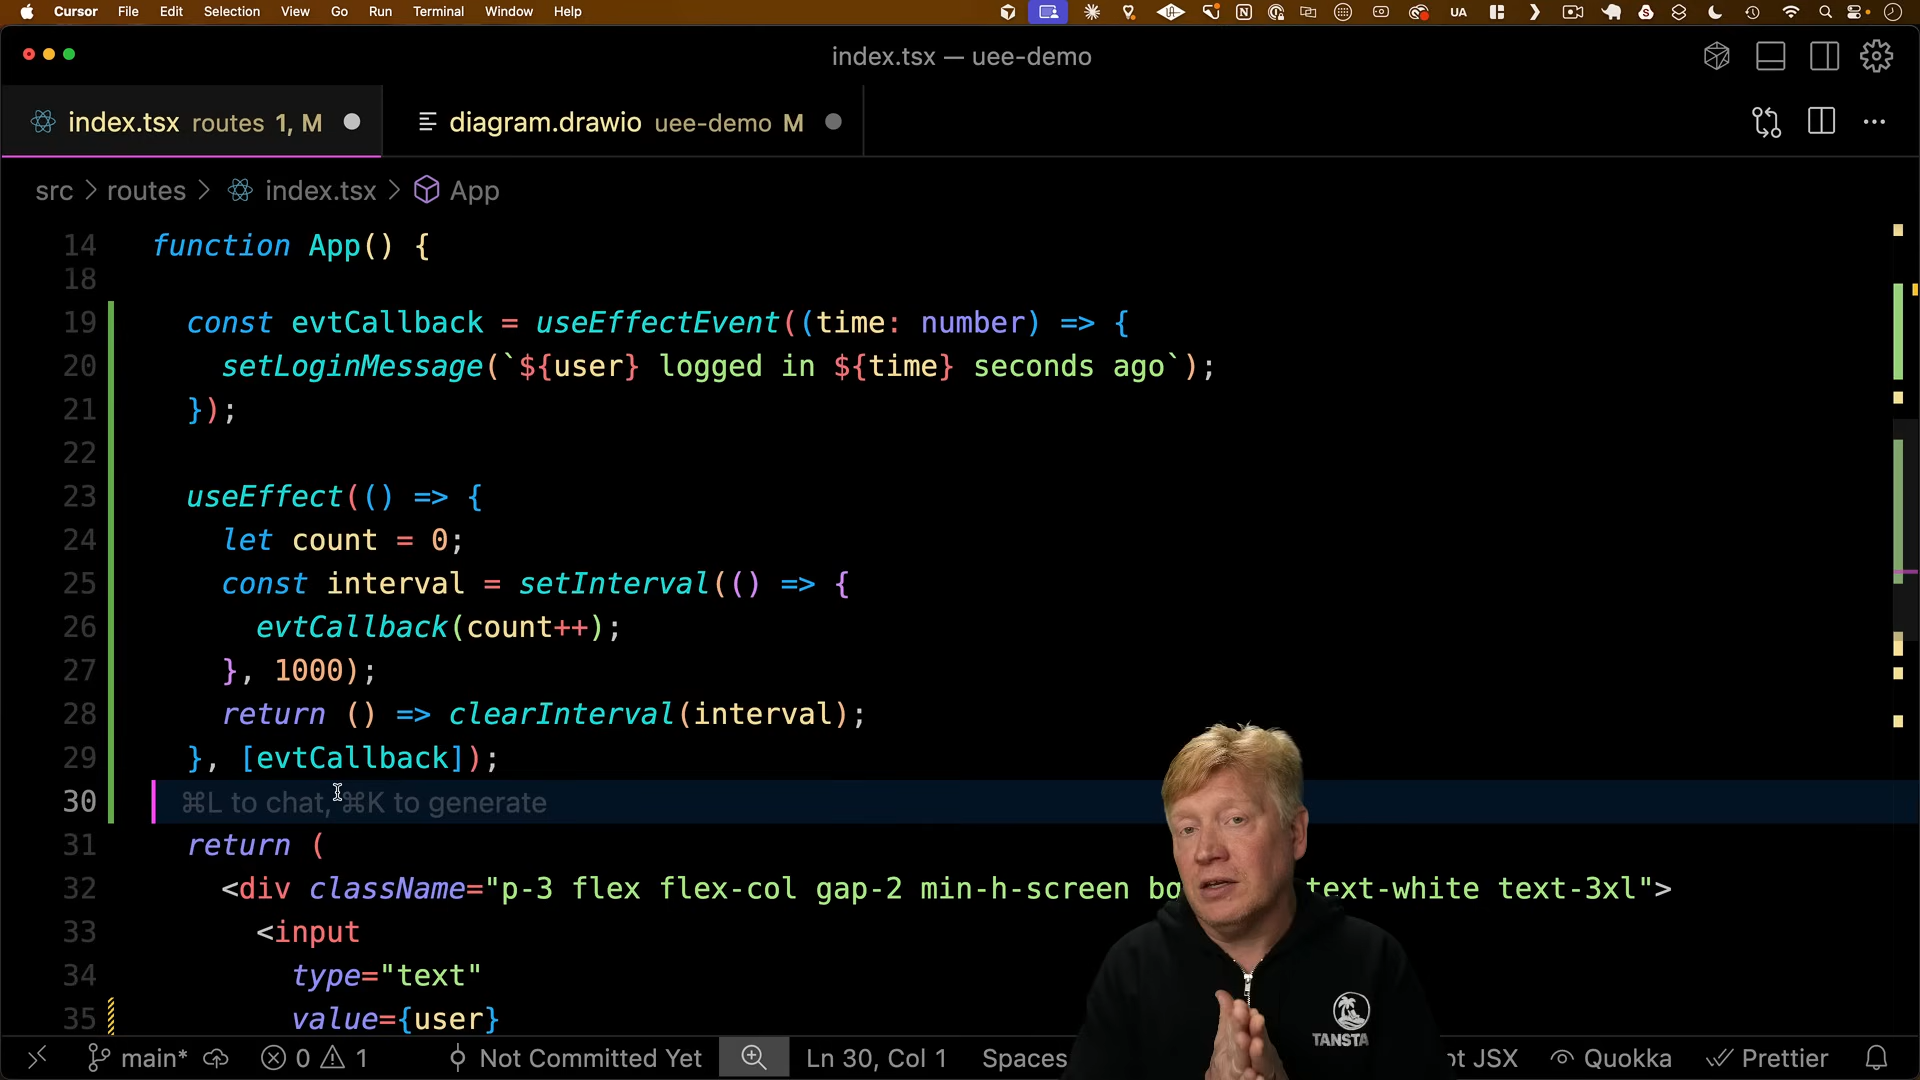 Cursor File Edit Selection View Go Run Terminal Window Help UA
index.tsx — uee-demo
index.tsx routes 1, M diagram.drawio uee-demo M
src > routes > index.tsx > App
14 function App() {
18
19 const evtCallback = useEffectEvent((time: number) => {
20 setLoginMessage(`${user} logged in ${time} seconds ago`);
21 });
22
23 useEffect(() => {
24 let count = 0;
25 const interval = setInterval(() => {
26 evtCallback(count++);
27 }, 1000);
28 return () => clearInterval(interval);
29 }, [evtCallback]);
30 ⌘L to chat, ⌘K to generate
31 return (
32 <div className="p-3 flex flex-col gap-2 min-h-screen text-white text-3xl">
33 <input
34 type="text"
35 value={user}
TANSTA
main* 0 1 Not Committed Yet Ln 30, Col 1 Spaces JSX Quokka Prettier